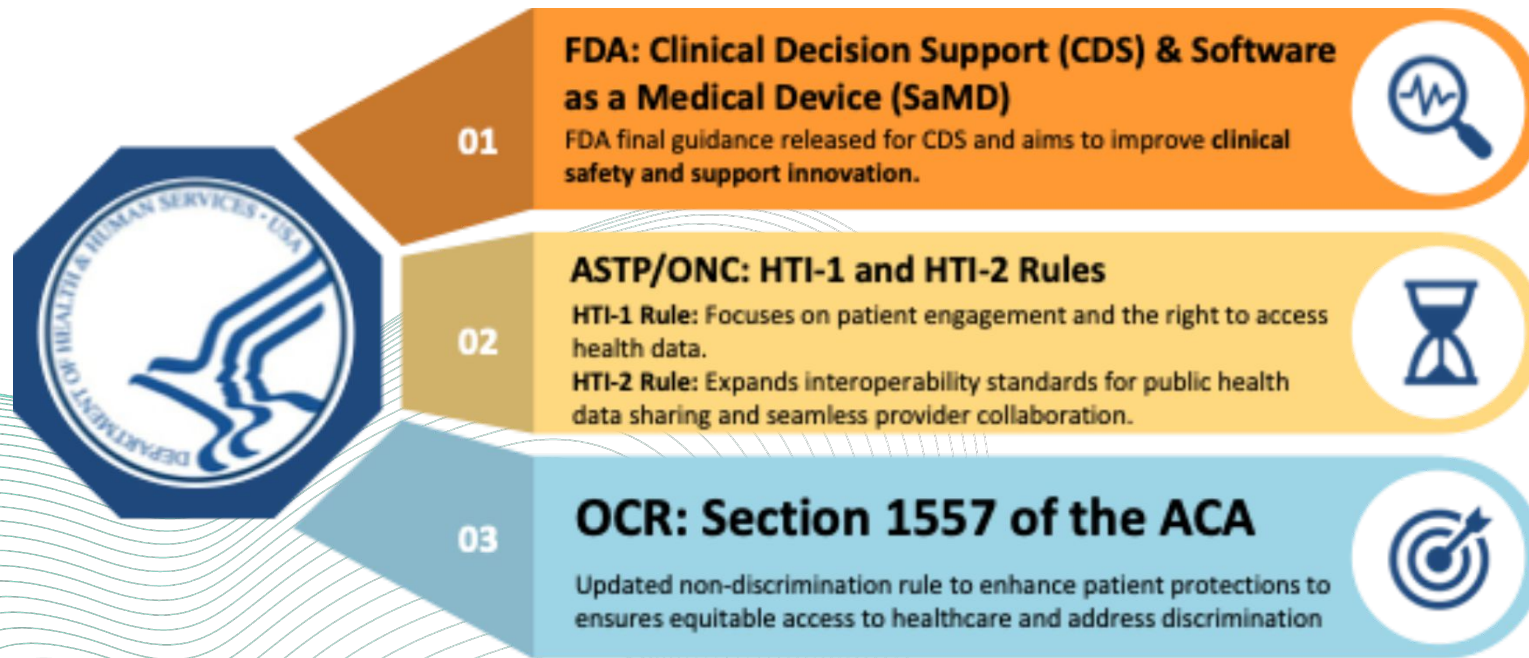 DEPARTMENT OF HEALTH & HUMAN SERVICES • USA
01
FDA: Clinical Decision Support (CDS) & Software
as a Medical Device (SaMD)
FDA final guidance released for CDS and aims to improve clinical
safety and support innovation.
02
ASTP/ONC: HTI-1 and HTI-2 Rules
HTI-1 Rule: Focuses on patient engagement and the right to access
health data.
HTI-2 Rule: Expands interoperability standards for public health
data sharing and seamless provider collaboration.
03
OCR: Section 1557 of the ACA
Updated non-discrimination rule to enhance patient protections to
ensures equitable access to healthcare and address discrimination